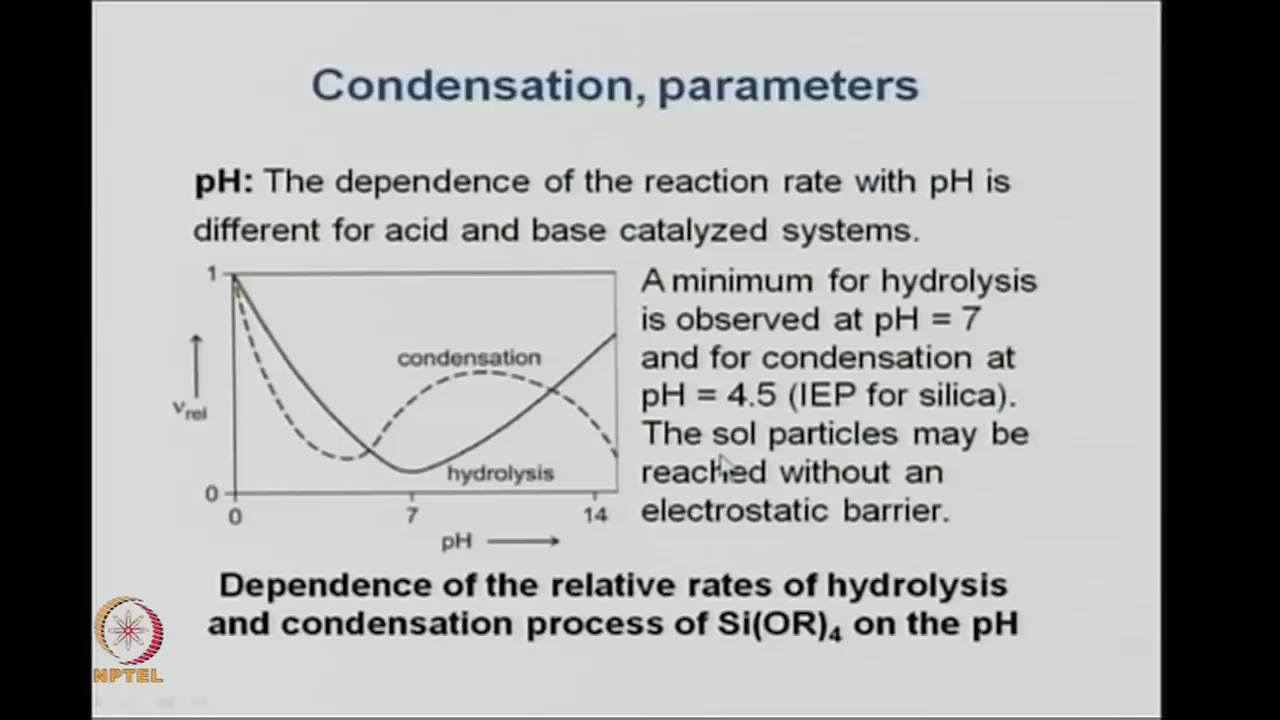 Condensation, parameters
pH: The dependence of the reaction rate with pH is
different for acid and base catalyzed systems.
1
condensation
νrel
hydrolysis
0
0 7 14
pH
A minimum for hydrolysis
is observed at pH = 7
and for condensation at
pH = 4.5 (IEP for silica).
The sol particles may be
reached without an
electrostatic barrier.
Dependence of the relative rates of hydrolysis
and condensation process of Si(OR)₄ on the pH
NPTEL